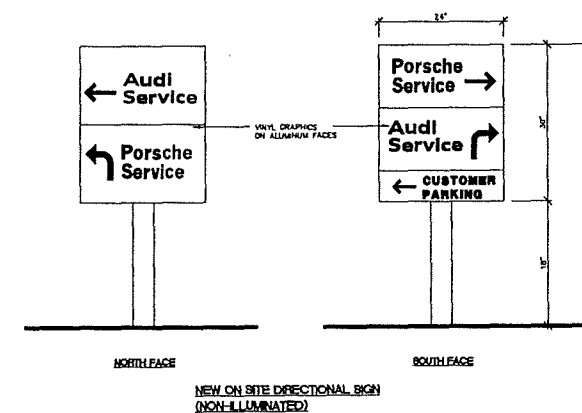 24"
Audi
Service
Porsche
Service
VINYL GRAPHICS
ON ALUMINUM FACES
Porsche
Service
Audi
Service
CUSTOMER
PARKING
30"
18"
NORTH FACE
SOUTH FACE
NEW ON SITE DIRECTIONAL SIGN
(NON-ILLUMINATED)